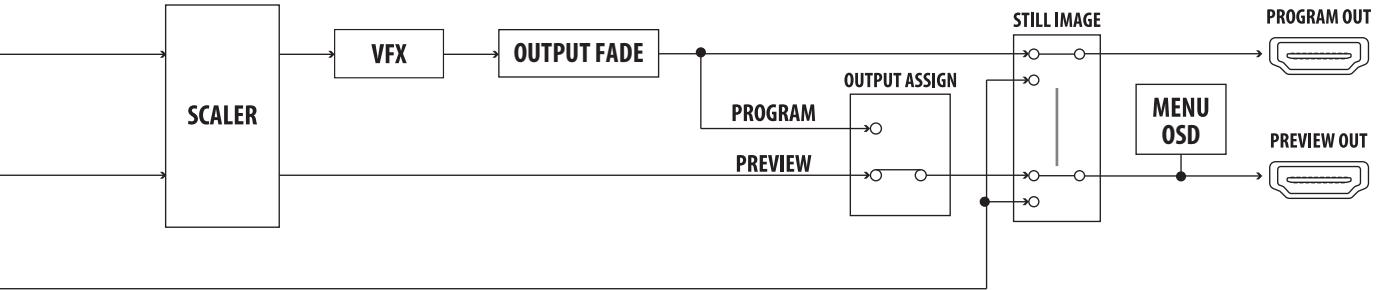 STILL IMAGE
PROGRAM OUT
VFX
OUTPUT FADE
OUTPUT ASSIGN
SCALER
PROGRAM
MENU
OSD
PREVIEW
PREVIEW OUT